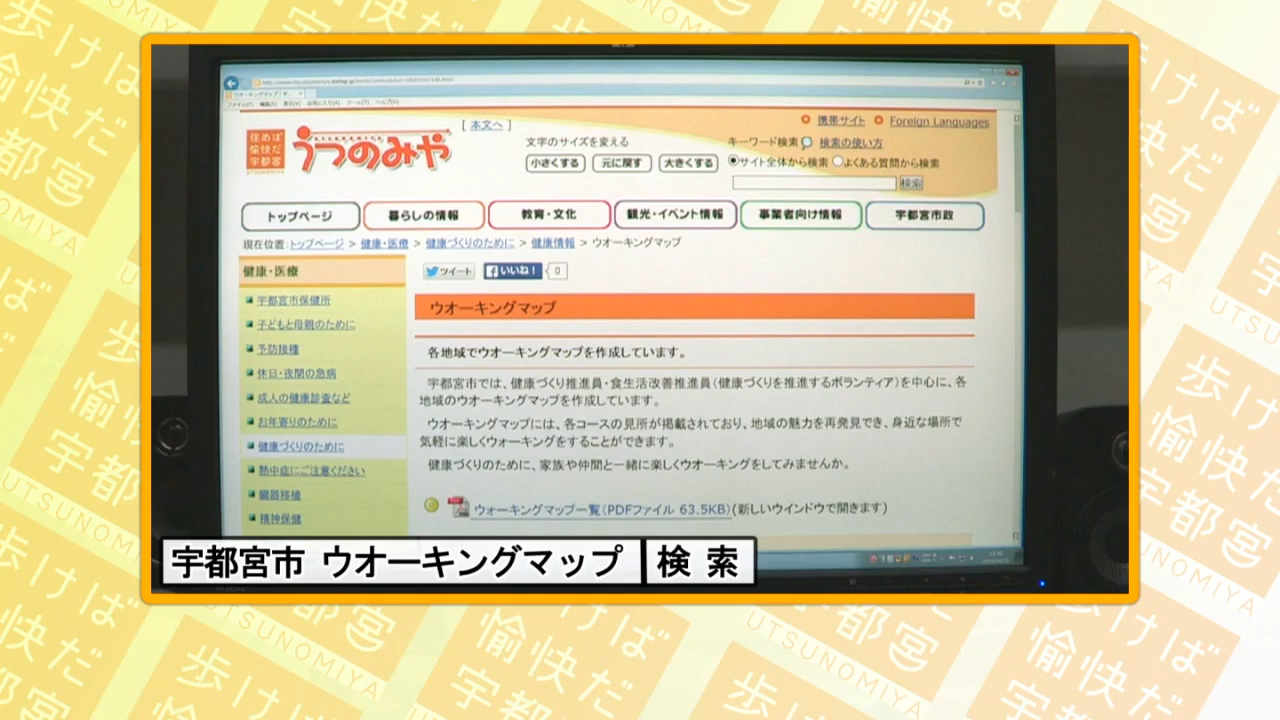 [ 本文へ ]
住めば
愉快だ
宇都宮
UTSUNOMIYA
うつのみや
文字のサイズを変える
小さくする 元に戻す 大きくする
携帯サイト Foreign Languages
キーワード検索 検索の使い方
サイト全体から検索 よくある質問から検索
検索
トップページ 暮らしの情報 教育・文化 観光・イベント情報 事業者向け情報 宇都宮市政
現在位置:トップページ > 健康・医療 > 健康づくりのために > 健康情報 > ウオーキングマップ
健康・医療
宇都宮市保健所
子どもと母親のために
予防接種
休日・夜間の急病
成人の健康診査など
お年寄りのために
健康づくりのために
熱中症にご注意ください
臓器移植
精神保健
ツイート いいね! 0
ウオーキングマップ
各地域でウオーキングマップを作成しています。
宇都宮市では、健康づくり推進員・食生活改善推進員(健康づくりを推進するボランティア)を中心に、各
地域のウオーキングマップを作成しています。
ウオーキングマップには、各コースの見所が掲載されており、地域の魅力を再発見でき、身近な場所で
気軽に楽しくウオーキングをすることができます。
健康づくりのために、家族や仲間と一緒に楽しくウオーキングをしてみませんか。
ウォーキングマップ一覧(PDFファイル 63.5KB)(新しいウインドウで開きます)
宇都宮市 ウオーキングマップ 検 索
歩けば
愉快だ
宇都宮
UTSUNOMIYA